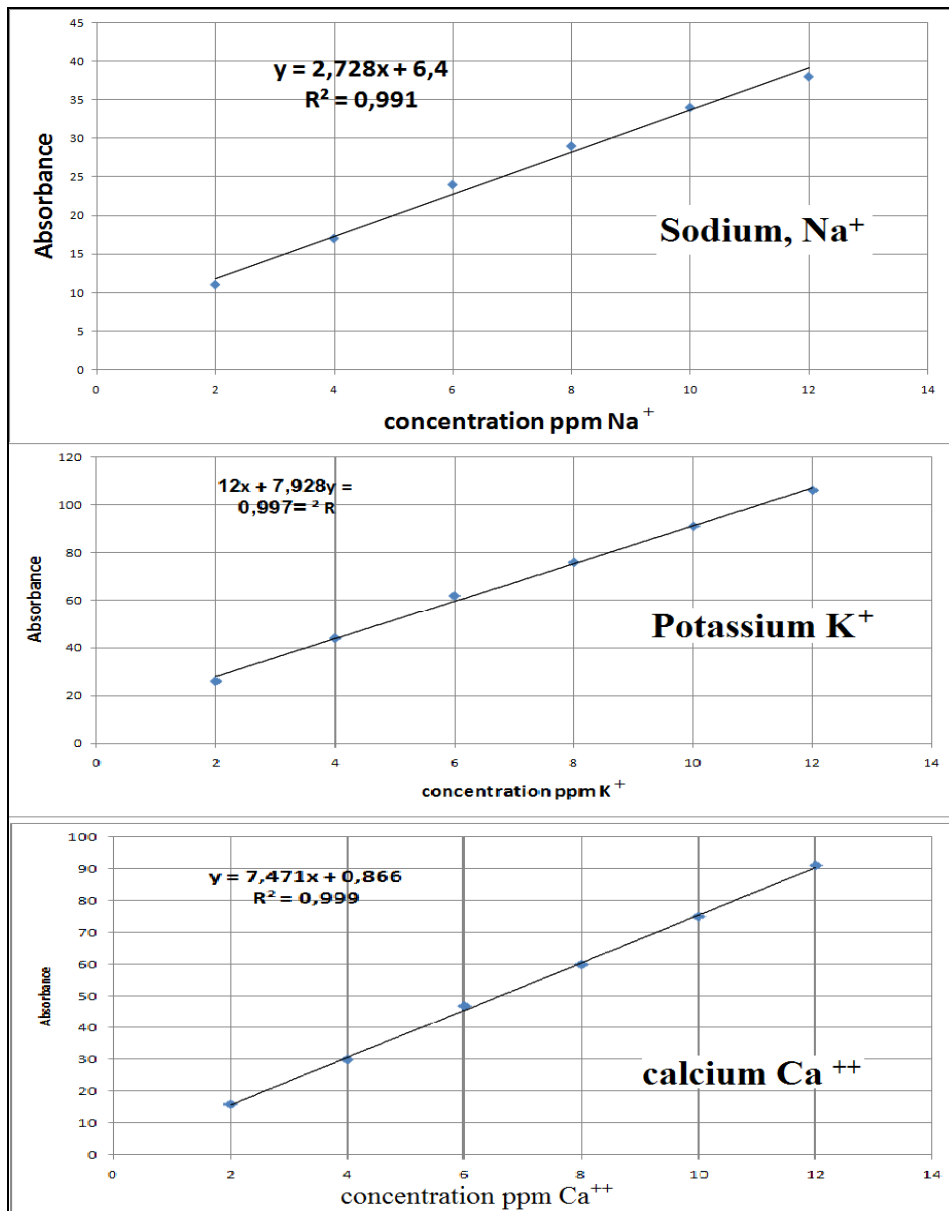 45
40
35
30
25
20
15
10
5
0
y = 2,728x + 6,4
R² = 0,991
Absorbance
Sodium, Na⁺
0 2 4 6 8 10 12 14
concentration ppm Na⁺
120
100
80
60
40
20
0
12x + 7,928y =
0,997= ² R
Absorbance
Potassium K⁺
0 2 4 6 8 10 12 14
concentration ppm K⁺
100
90
80
70
60
50
40
30
20
10
0
y = 7,471x + 0,866
R² = 0,999
Absorbance
calcium Ca ⁺⁺
0 2 4 6 8 10 12 14
concentration ppm Ca⁺⁺